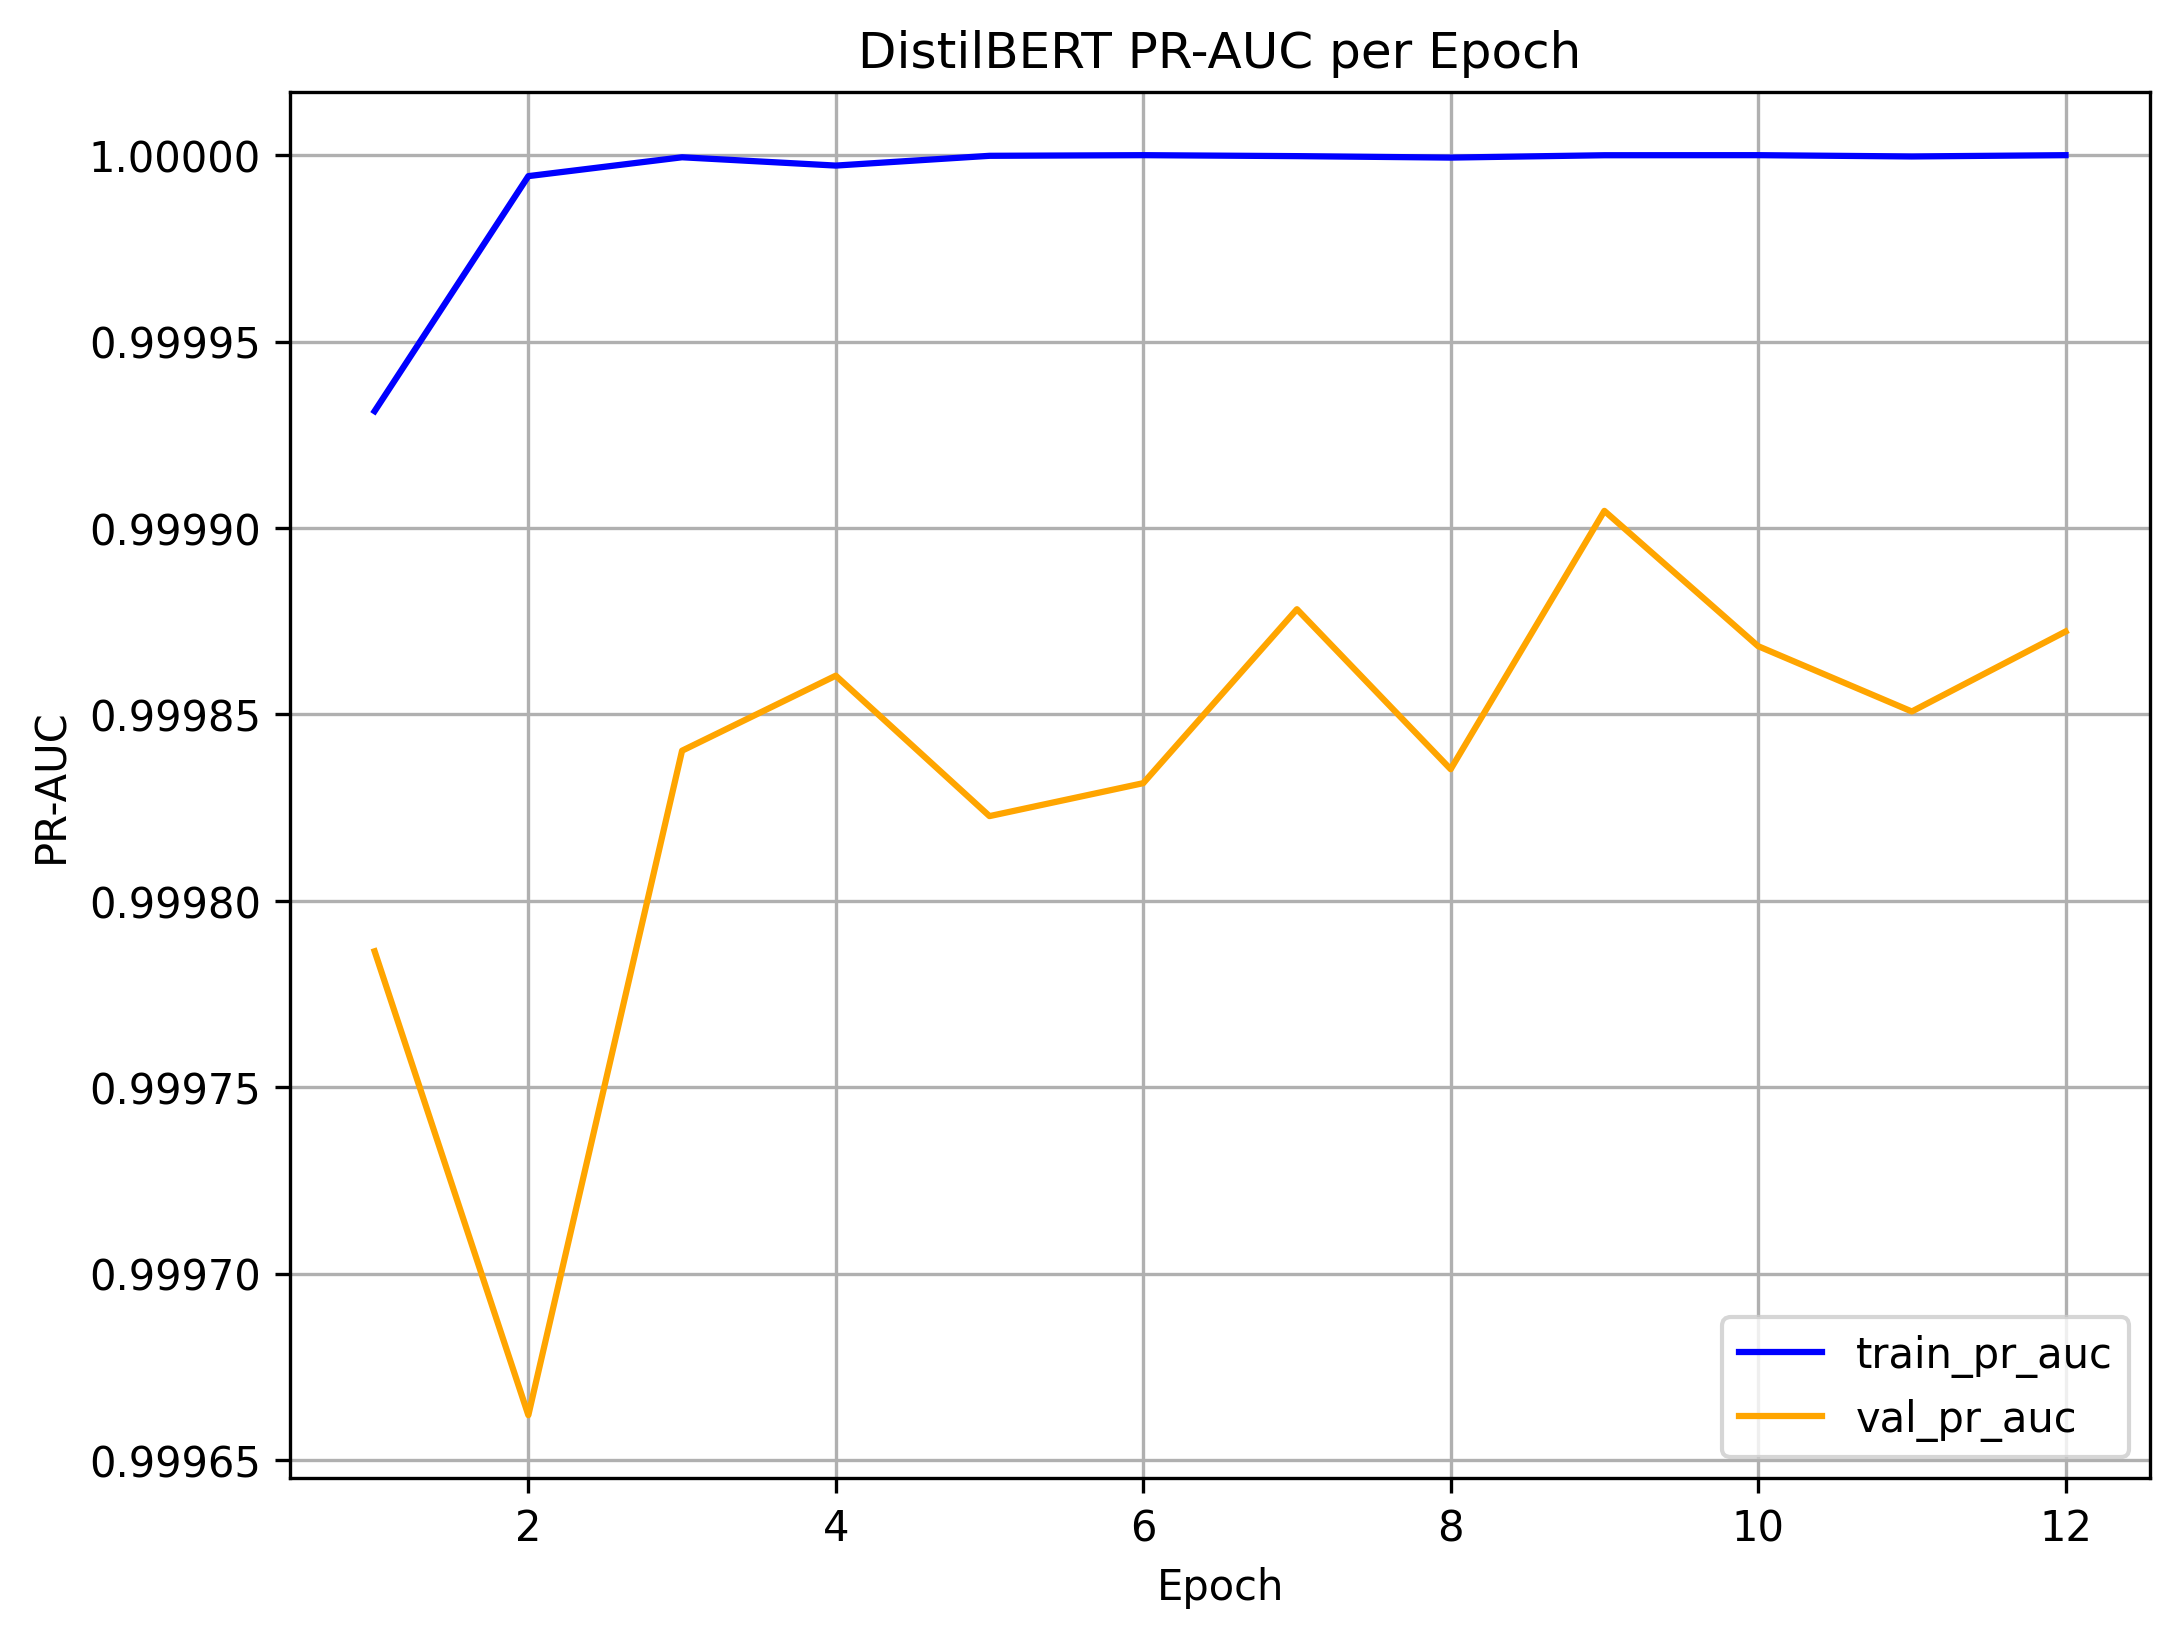 DistilBERT PR-AUC per Epoch
1.00000
0.99995
0.99990
0.99985
0.99980
0.99975
0.99970
0.99965
PR-AUC
2 4 6 8 10 12
Epoch
train_pr_auc
val_pr_auc